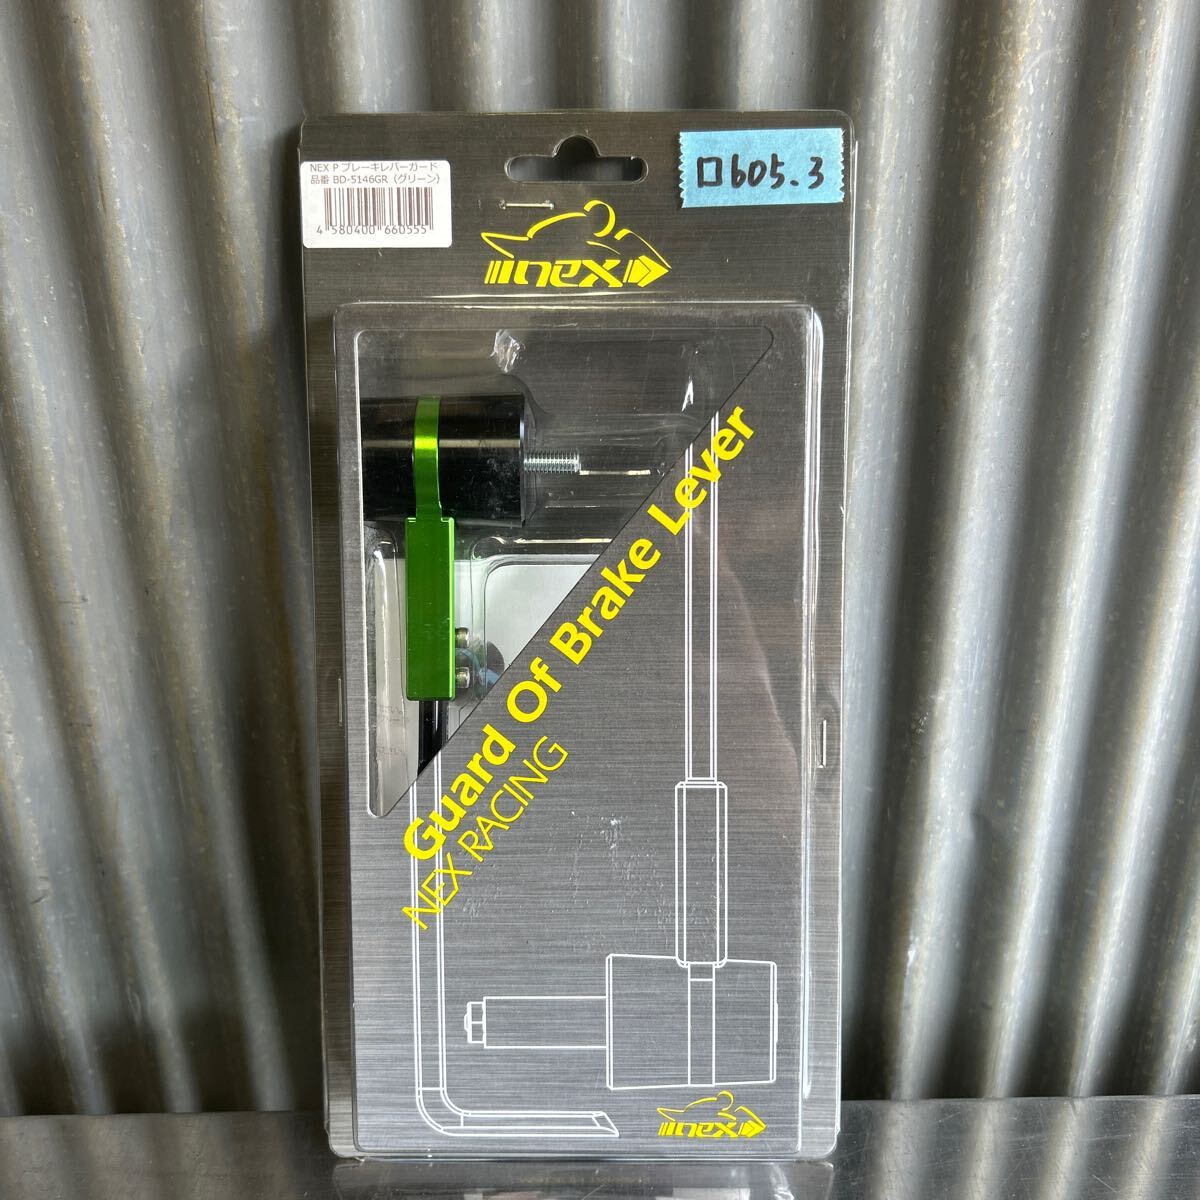 NEX P ブレーキレバーガード
品番 BD-5146GR (グリーン)
4 580400 660555
口605.3
nex
Guard Of Brake Lever
NEX RACING
nex